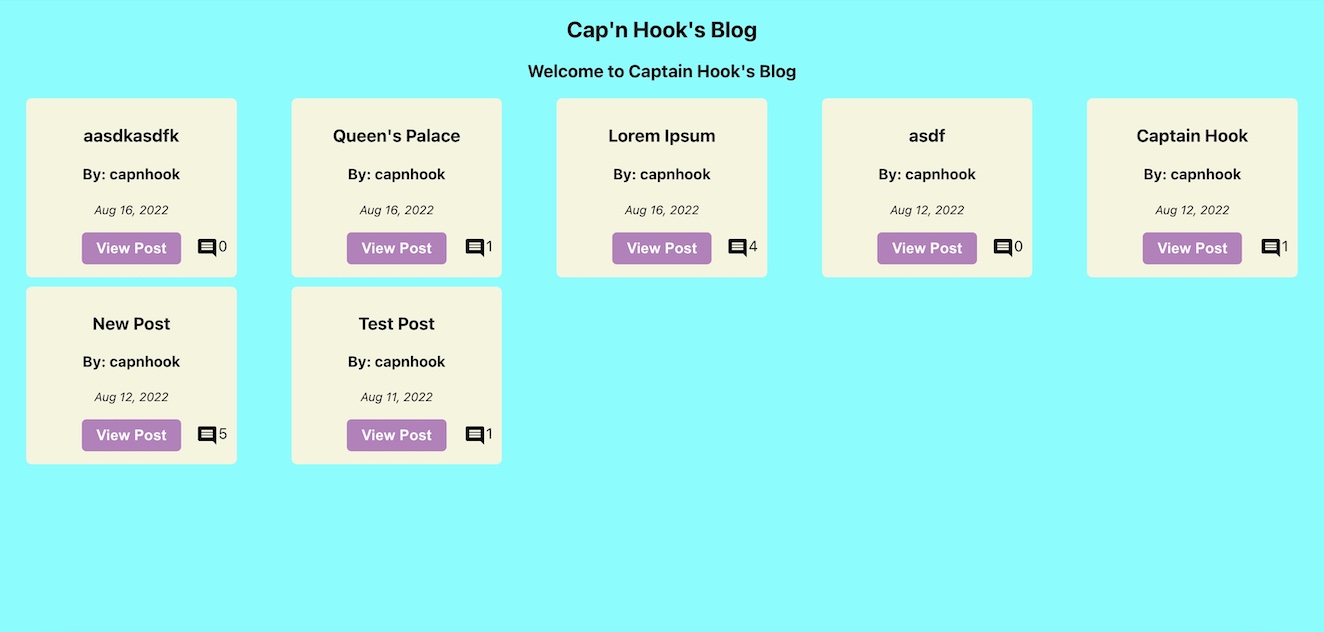 Cap'n Hook's Blog
Welcome to Captain Hook's Blog
aasdkasdfk
By: capnhook
Aug 16, 2022
View Post 0
Queen's Palace
By: capnhook
Aug 16, 2022
View Post 1
Lorem Ipsum
By: capnhook
Aug 16, 2022
View Post 4
asdf
By: capnhook
Aug 12, 2022
View Post 0
Captain Hook
By: capnhook
Aug 12, 2022
View Post 1
New Post
By: capnhook
Aug 12, 2022
View Post 5
Test Post
By: capnhook
Aug 11, 2022
View Post 1